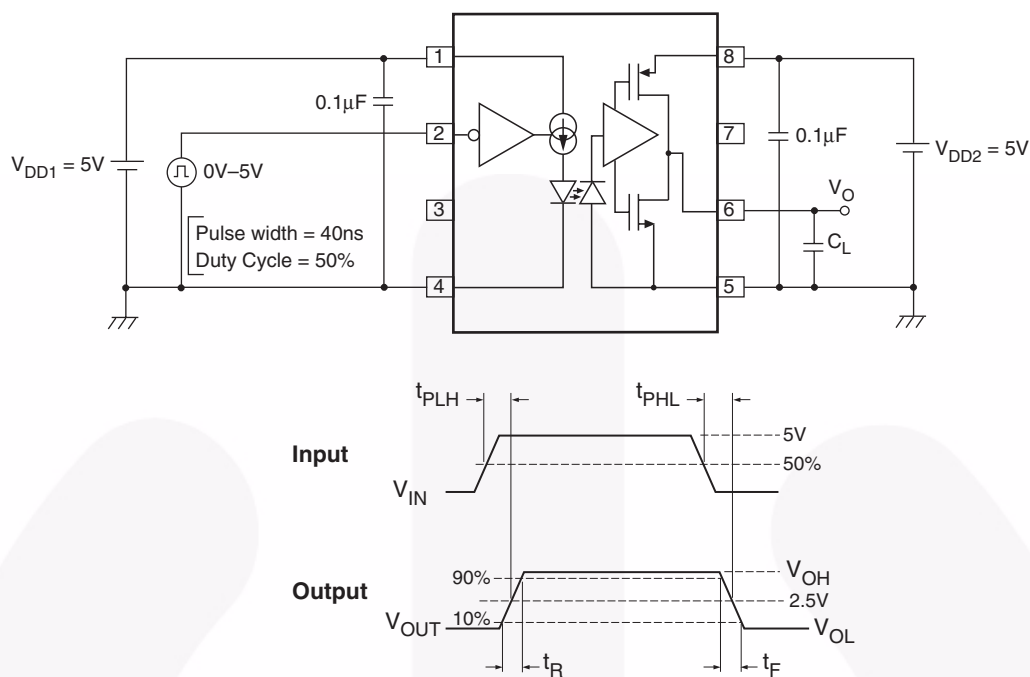 1
8
0.1μF
2
7
0.1μF
V_DD1 = 5V
0V–5V
V_DD2 = 5V
V_O
3
6
Pulse width = 40ns
Duty Cycle = 50%
C_L
4
5
t_PLH
t_PHL
5V
Input
50%
V_IN
90%
V_OH
Output
2.5V
V_OUT
10%
V_OL
t_R
t_F